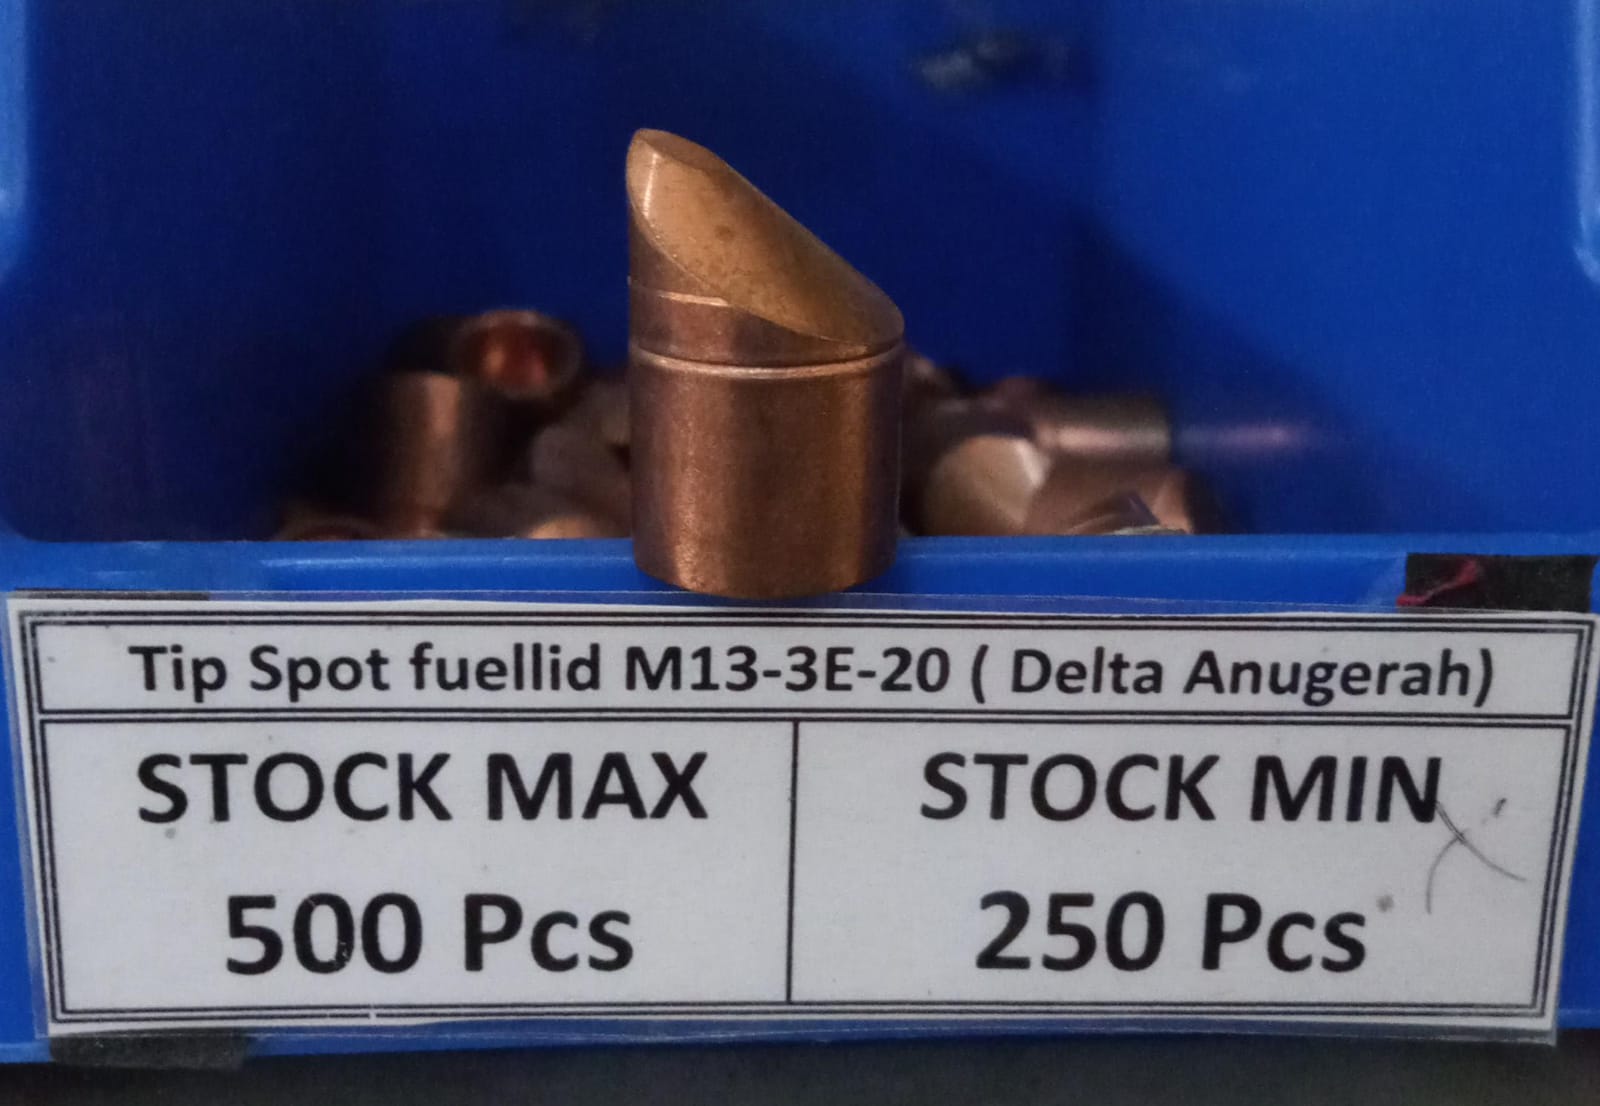 Tip Spot fuellid M13-3E-20 ( Delta Anugerah)
STOCK MAX
STOCK MIN
500 Pcs
250 Pcs